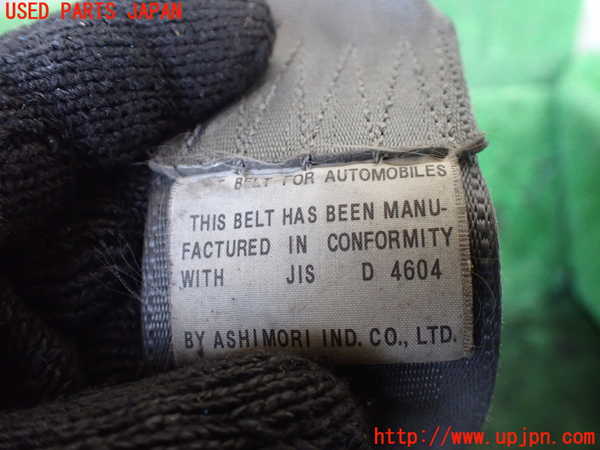 USED PARTS JAPAN
BELT FOR AUTOMOBILES
THIS BELT HAS BEEN MANU-
FACTURED IN CONFORMITY
WITH JIS D 4604
BY ASHIMORI IND. CO., LTD.
http://www.upjpn.com/